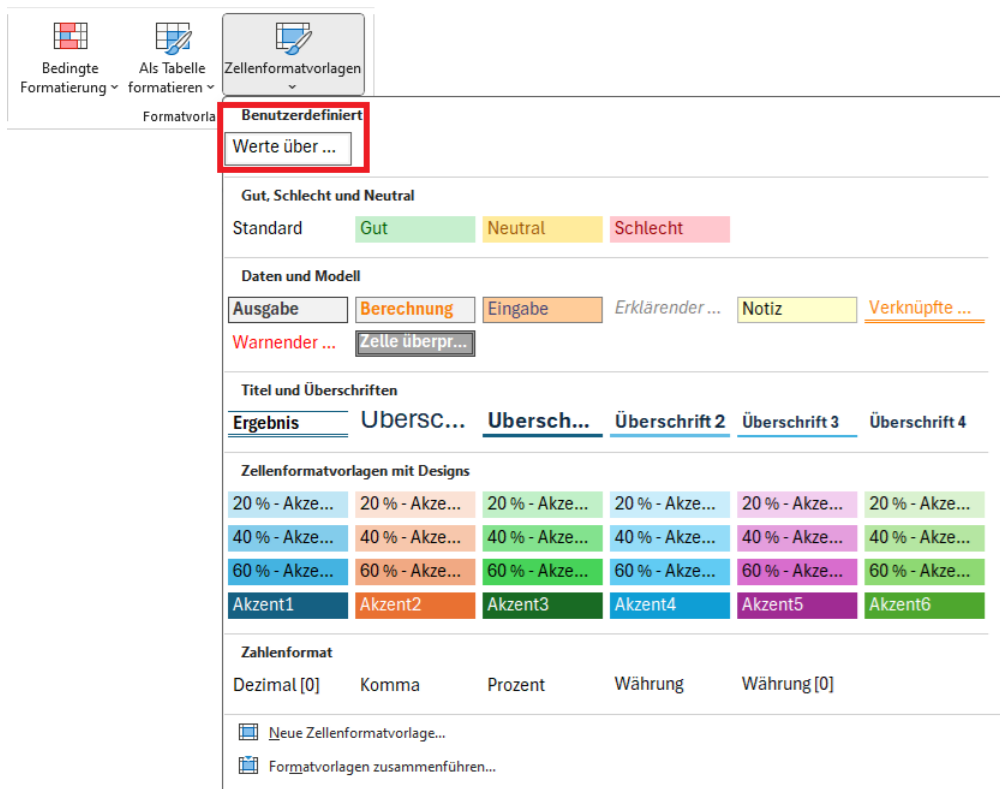 Bedingte Formatierung
Als Tabelle formatieren
Zellenformatvorlagen
Formatvorla
Benutzerdefiniert
Werte über ...
Gut, Schlecht und Neutral
Standard Gut Neutral Schlecht
Daten und Modell
Ausgabe Berechnung Eingabe Erklärender ... Notiz Verknüpfte ...
Warnender ... Zelle überpr...
Titel und Überschriften
Ergebnis Übersc... Übersch... Überschrift 2 Überschrift 3 Überschrift 4
Zellenformatvorlagen mit Designs
20 % - Akze... 20 % - Akze... 20 % - Akze... 20 % - Akze... 20 % - Akze... 20 % - Akze...
40 % - Akze... 40 % - Akze... 40 % - Akze... 40 % - Akze... 40 % - Akze... 40 % - Akze...
60 % - Akze... 60 % - Akze... 60 % - Akze... 60 % - Akze... 60 % - Akze... 60 % - Akze...
Akzent1 Akzent2 Akzent3 Akzent4 Akzent5 Akzent6
Zahlenformat
Dezimal [0] Komma Prozent Währung Währung [0]
Neue Zellenformatvorlage...
Formatvorlagen zusammenführen...